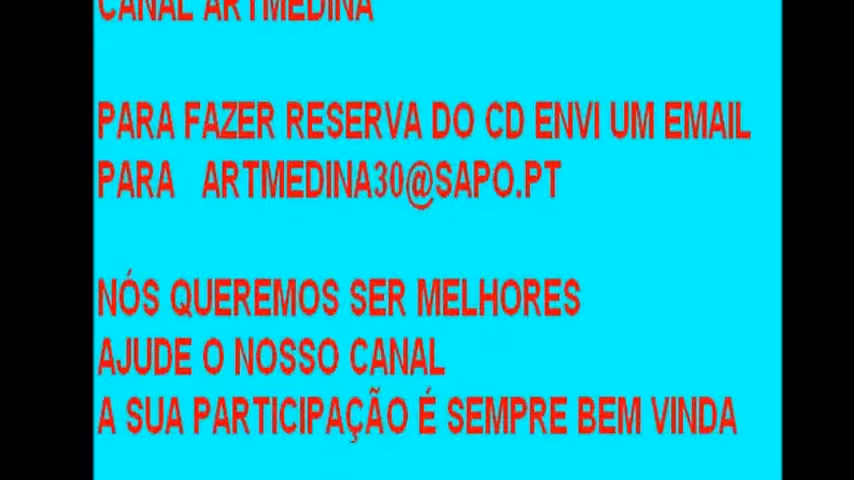 CANAL ARTMEDINA
PARA FAZER RESERVA DO CD ENVI UM EMAIL
PARA ARTMEDINA30@SAPO.PT
NÓS QUEREMOS SER MELHORES
AJUDE O NOSSO CANAL
A SUA PARTICIPAÇÃO É SEMPRE BEM VINDA